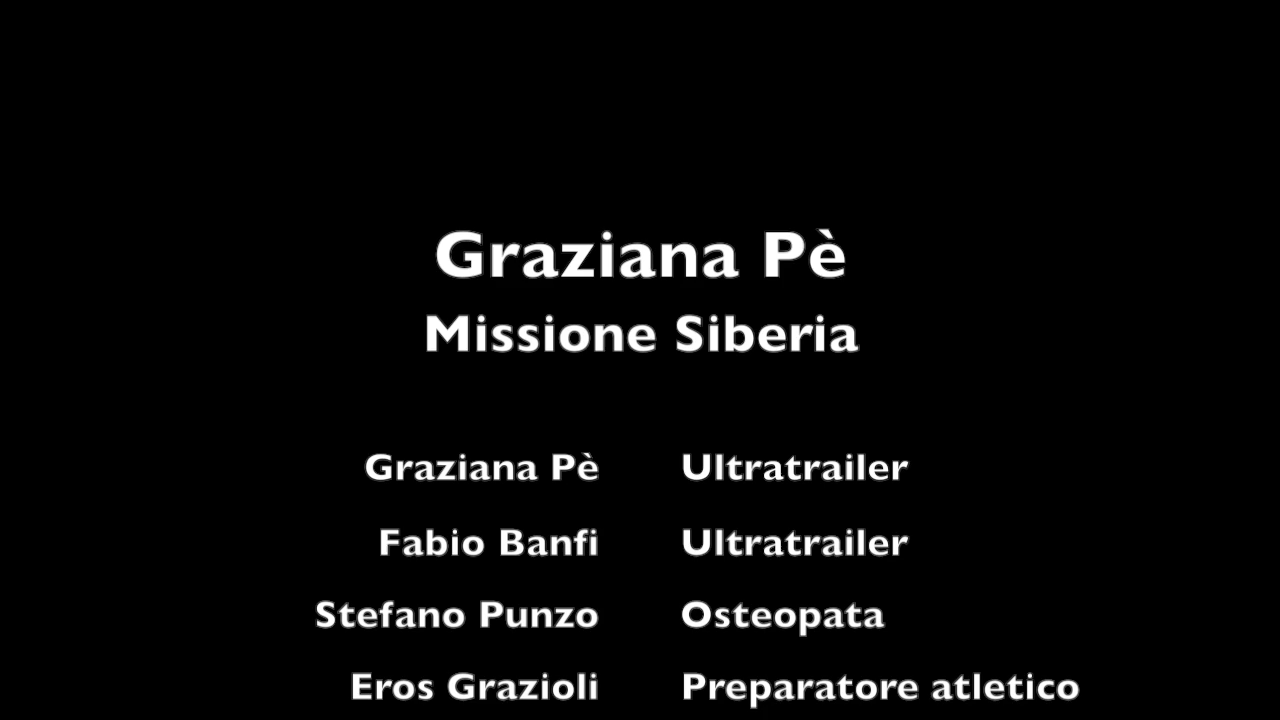 Graziana Pè
Missione Siberia
Graziana Pè Ultratrailer
Fabio Banfi Ultratrailer
Stefano Punzo Osteopata
Eros Grazioli Preparatore atletico